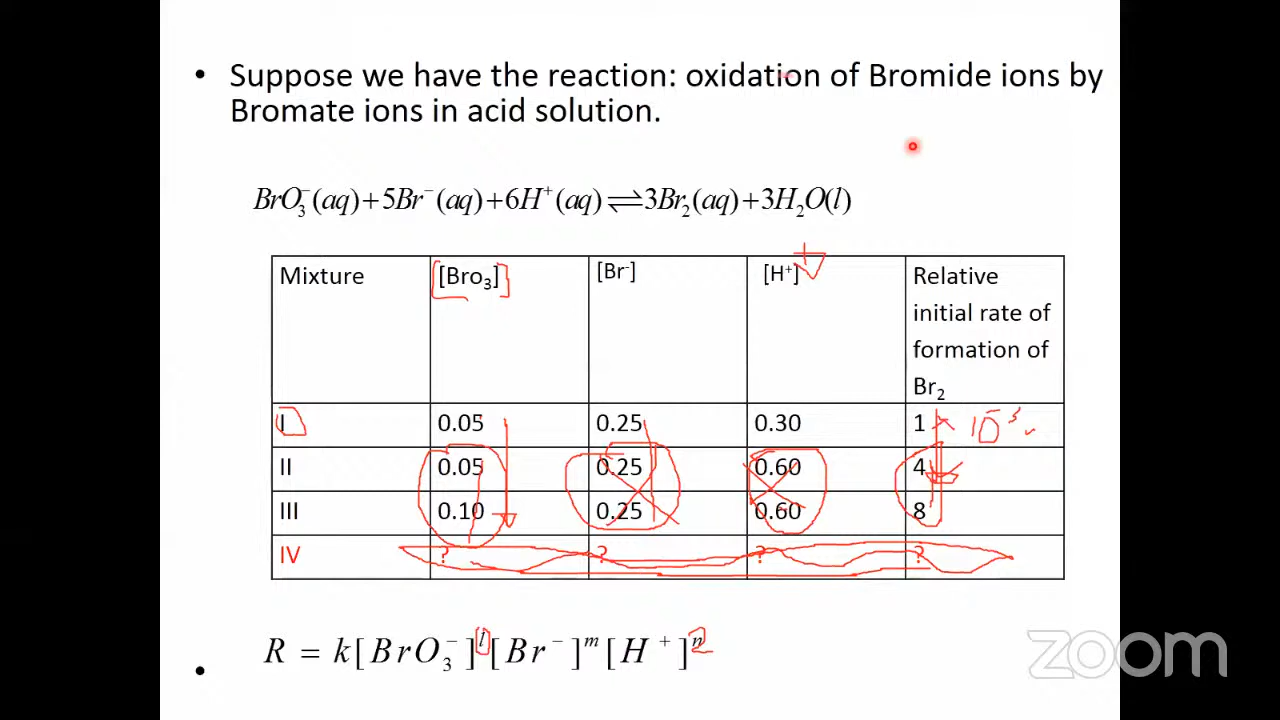 • Suppose we have the reaction: oxidation of Bromide ions by
Bromate ions in acid solution.
BrO₃⁻(aq)+5Br⁻(aq)+6H⁺(aq)⇌3Br₂(aq)+3H₂O(l)
Mixture [Bro₃] [Br⁻] [H⁺] Relative
initial rate of
formation of
Br₂
I 0.05 0.25 0.30 1
II 0.05 0.25 0.60 4
III 0.10 0.25 0.60 8
IV ? ? ? ?
R = k[BrO₃⁻]ˡ[Br⁻]ᵐ[H⁺]ⁿ
•
zoom